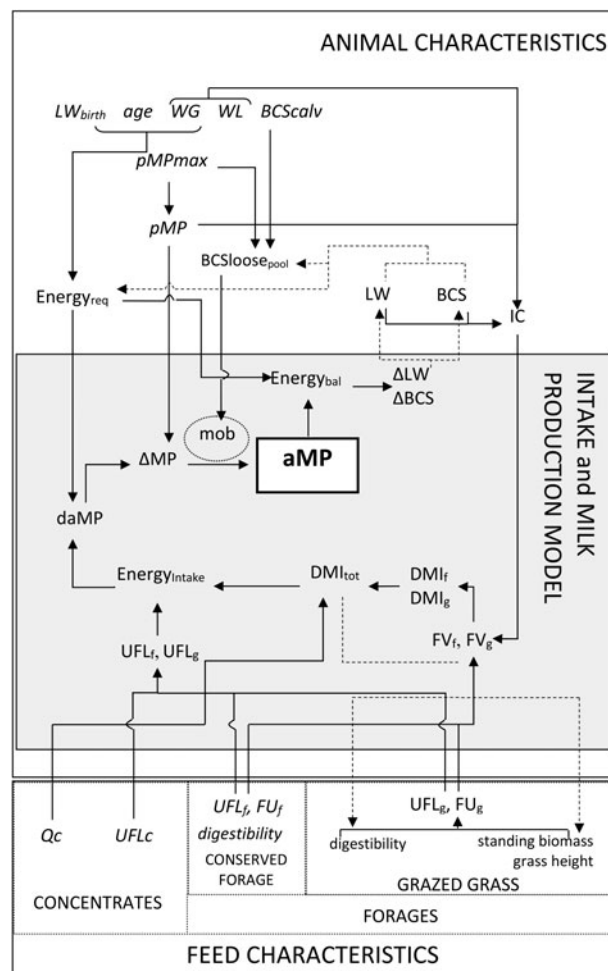 ANIMAL CHARACTERISTICS
LWbirth age WG WL BCScalv
pMPmax
pMP
BCSloosepool
Energyreq
LW BCS
IC
INTAKE and MILK
PRODUCTION MODEL
Energybal
ΔLW
ΔBCS
mob
aMP
ΔMP
daMP
EnergyIntake
DMItot
DMIf
DMIg
FVf, FVg
UFLf, UFLg
Qc
UFLc
CONCENTRATES
UFLf, FUf
digestibility
CONSERVED
FORAGE
UFLg, FUg
digestibility
standing biomass
grass height
GRAZED GRASS
FORAGES
FEED CHARACTERISTICS